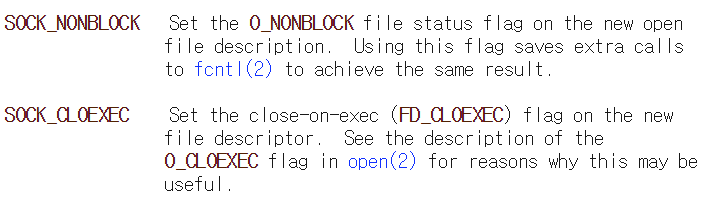 SOCK_NONBLOCK   Set the O_NONBLOCK file status flag on the new open
file description.  Using this flag saves extra calls
to fcntl(2) to achieve the same result.
SOCK_CLOEXEC    Set the close-on-exec (FD_CLOEXEC) flag on the new
file descriptor.  See the description of the
O_CLOEXEC flag in open(2) for reasons why this may be
useful.